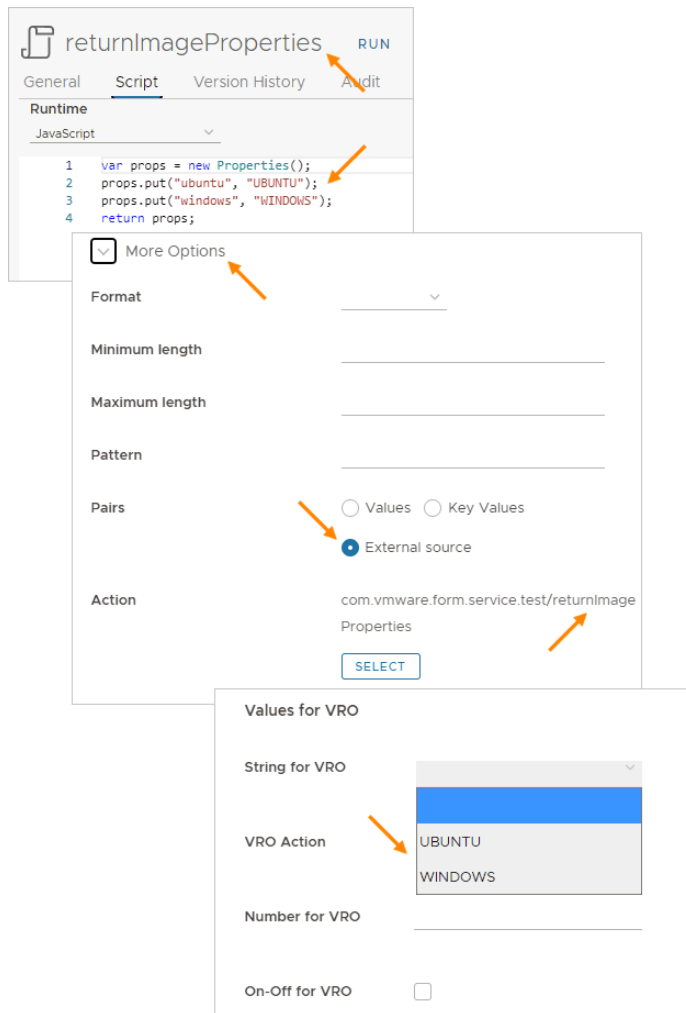 returnImageProperties RUN
General Script Version History Audit
Runtime
JavaScript
1 var props = new Properties();
2 props.put("ubuntu", "UBUNTU");
3 props.put("windows", "WINDOWS");
4 return props;
More Options
Format
Minimum length
Maximum length
Pattern
Pairs Values Key Values
External source
Action com.vmware.form.service.test/returnImage
Properties
SELECT
Values for VRO
String for VRO
VRO Action UBUNTU
WINDOWS
Number for VRO
On-Off for VRO